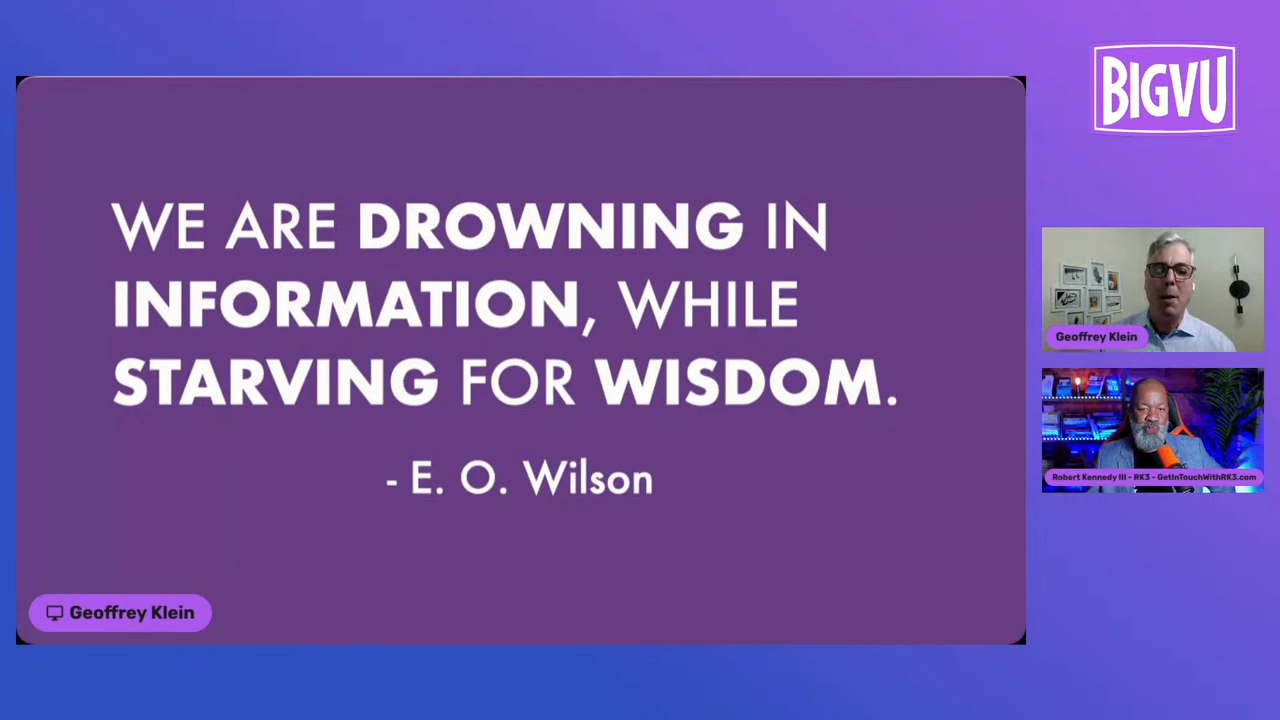 WE ARE DROWNING IN
INFORMATION, WHILE
STARVING FOR WISDOM.
- E. O. Wilson
Geoffrey Klein
BIGVU
Geoffrey Klein
Robert Kennedy III - RK3 - GetInTouchWithRK3.com